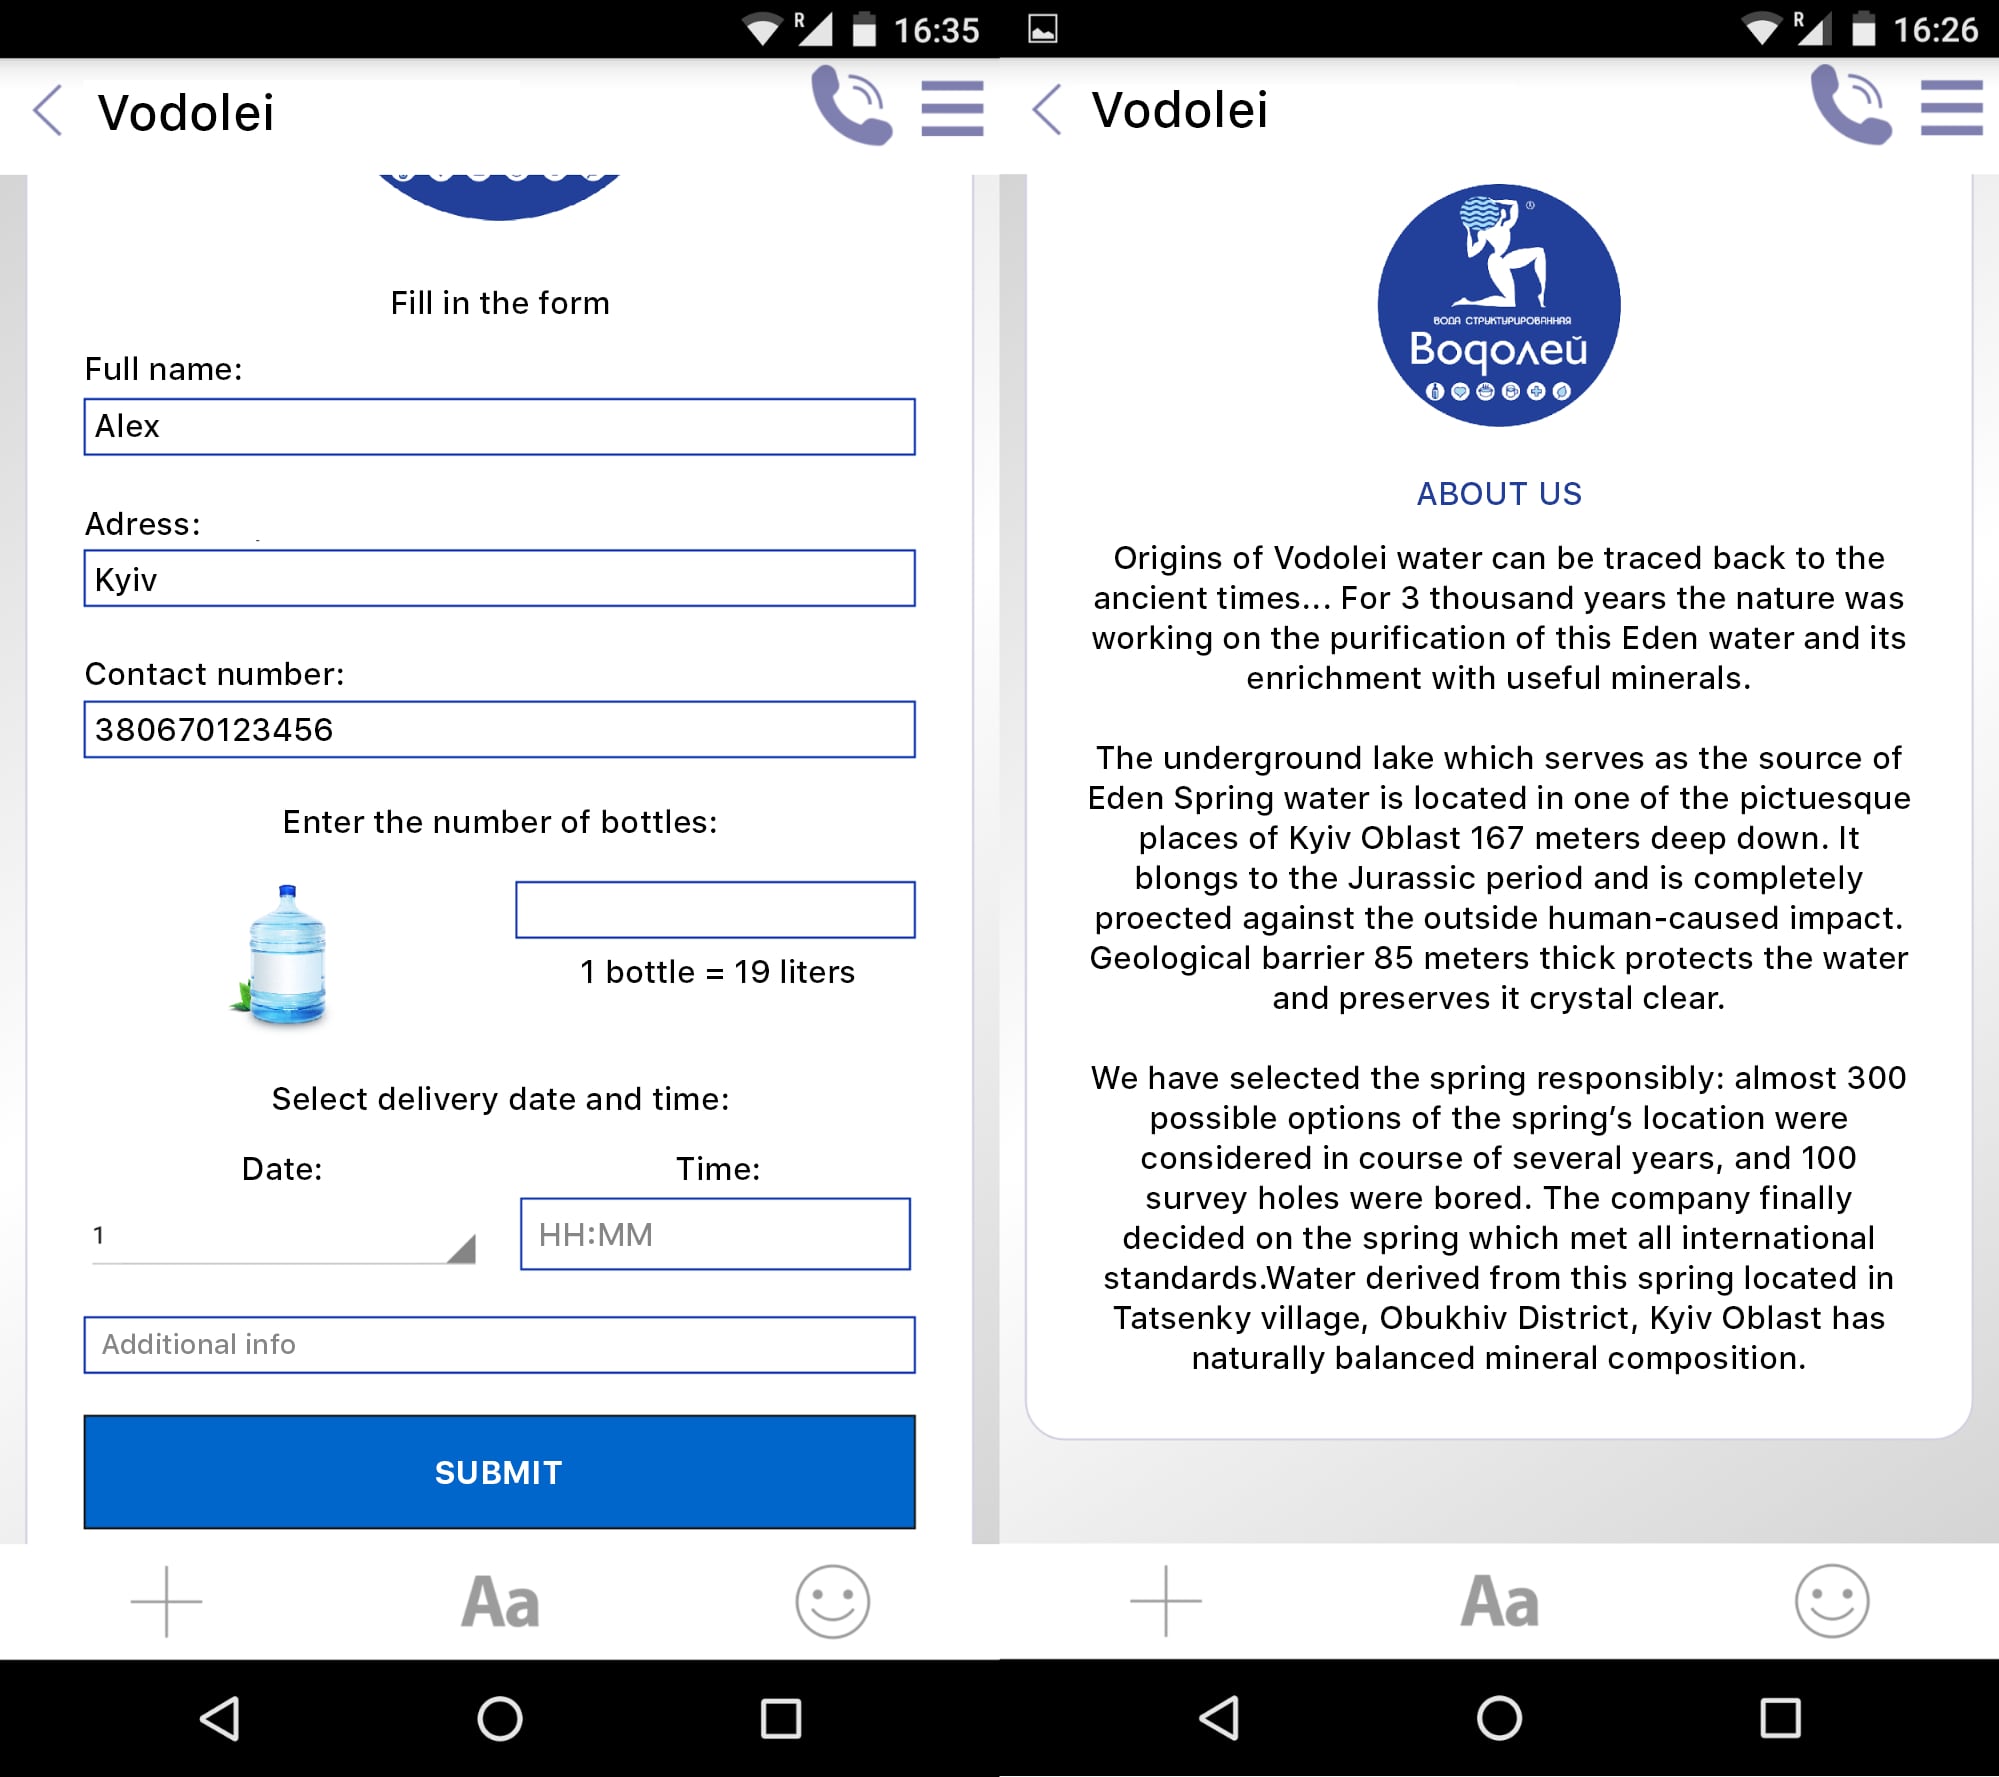 R 16:35
Vodolei
Fill in the form
Full name:
Alex
Adress:
Kyiv
Contact number:
380670123456
Enter the number of bottles:
1 bottle = 19 liters
Select delivery date and time:
Date:
Time:
1
HH:MM
Additional info
SUBMIT
Aa
R 16:26
Vodolei
ВОДА СТРУКТУРИРОВАННАЯ
Водолей
ABOUT US
Origins of Vodolei water can be traced back to the
ancient times... For 3 thousand years the nature was
working on the purification of this Eden water and its
enrichment with useful minerals.
The underground lake which serves as the source of
Eden Spring water is located in one of the pictuesque
places of Kyiv Oblast 167 meters deep down. It
blongs to the Jurassic period and is completely
proected against the outside human-caused impact.
Geological barrier 85 meters thick protects the water
and preserves it crystal clear.
We have selected the spring responsibly: almost 300
possible options of the spring’s location were
considered in course of several years, and 100
survey holes were bored. The company finally
decided on the spring which met all international
standards.Water derived from this spring located in
Tatsenky village, Obukhiv District, Kyiv Oblast has
naturally balanced mineral composition.
Aa